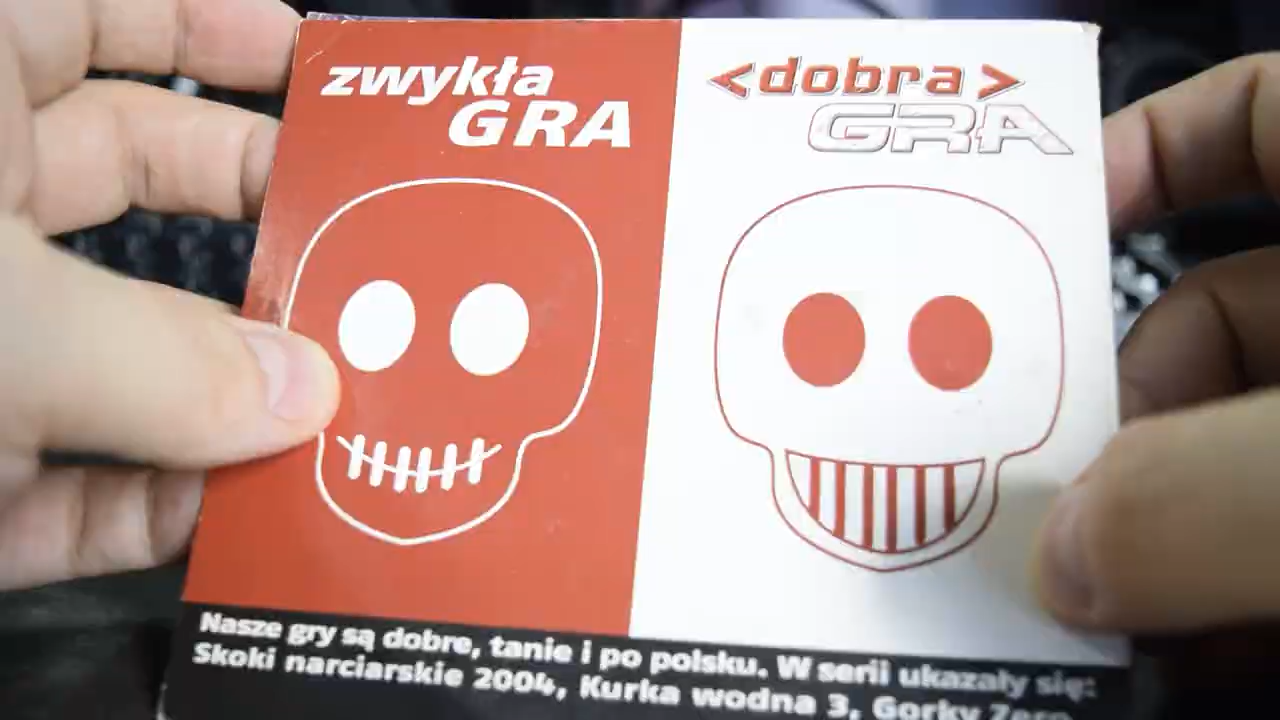 zwykła
GRA
<dobra>
GRA
Nasze gry są dobre, tanie i po polsku. W serii ukazały się:
Skoki narciarskie 2004, Kurka wodna 3, Gorky Zero